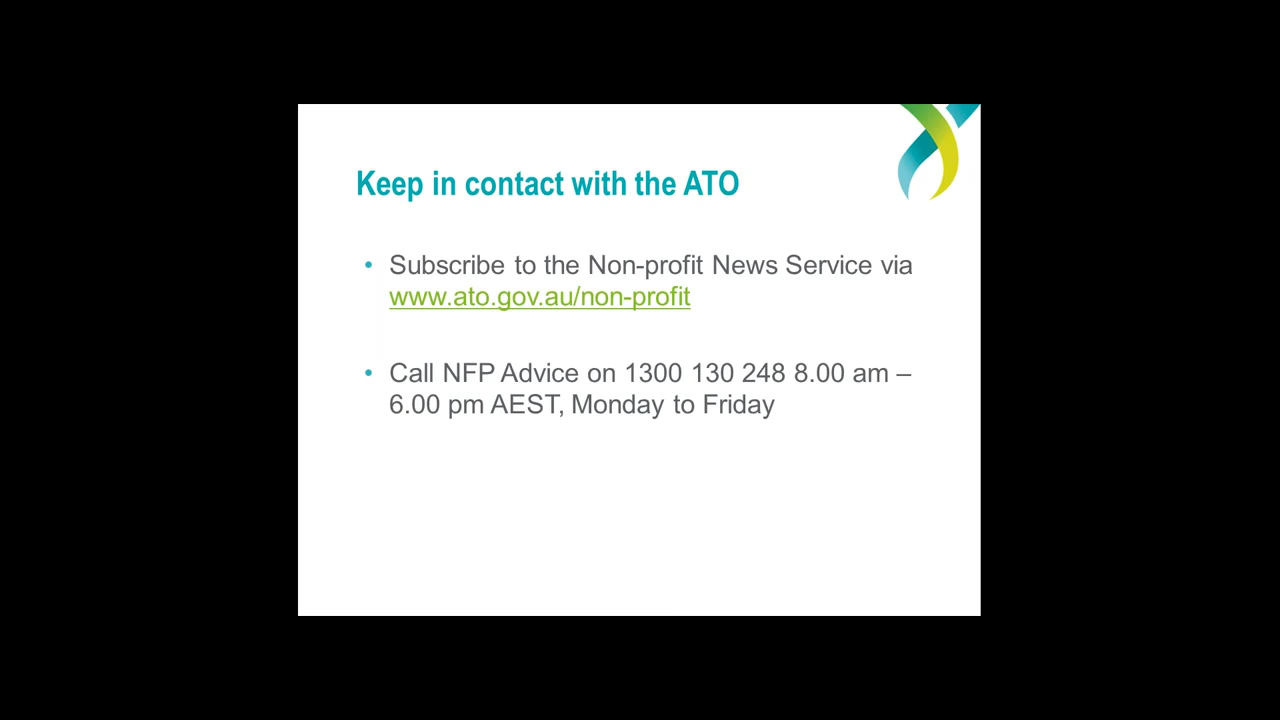 Keep in contact with the ATO
• Subscribe to the Non-profit News Service via
www.ato.gov.au/non-profit
• Call NFP Advice on 1300 130 248 8.00 am –
6.00 pm AEST, Monday to Friday